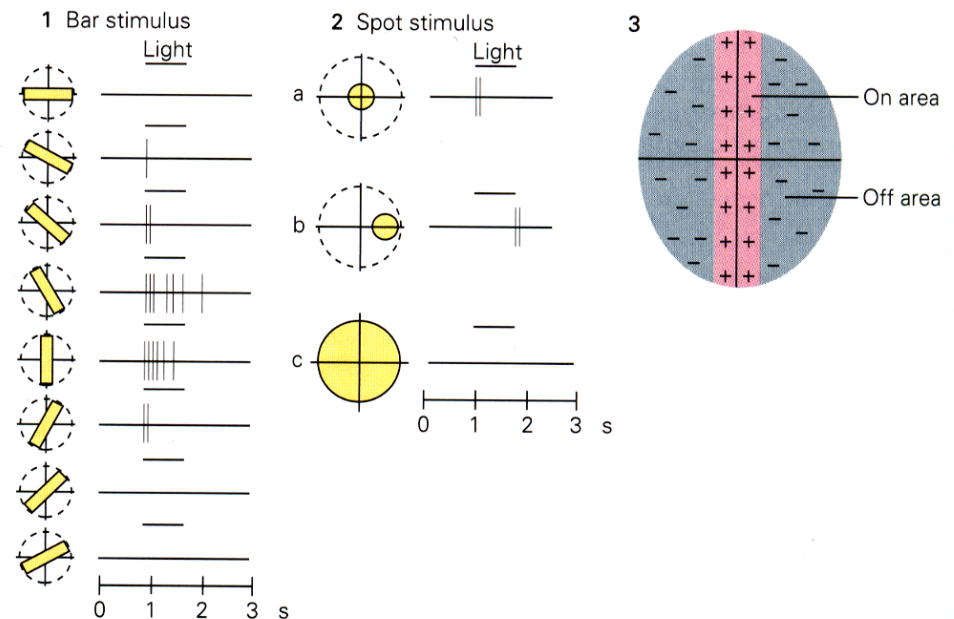 1 Bar stimulus
Light
0 1 2 3 s
2 Spot stimulus
Light
a
b
c
0 1 2 3 s
3
+ +
− + + − −
− − + + −
− + + −
− − + + − −
− − + + − −
− + + −
− − + + −
− + + −
On area
Off area